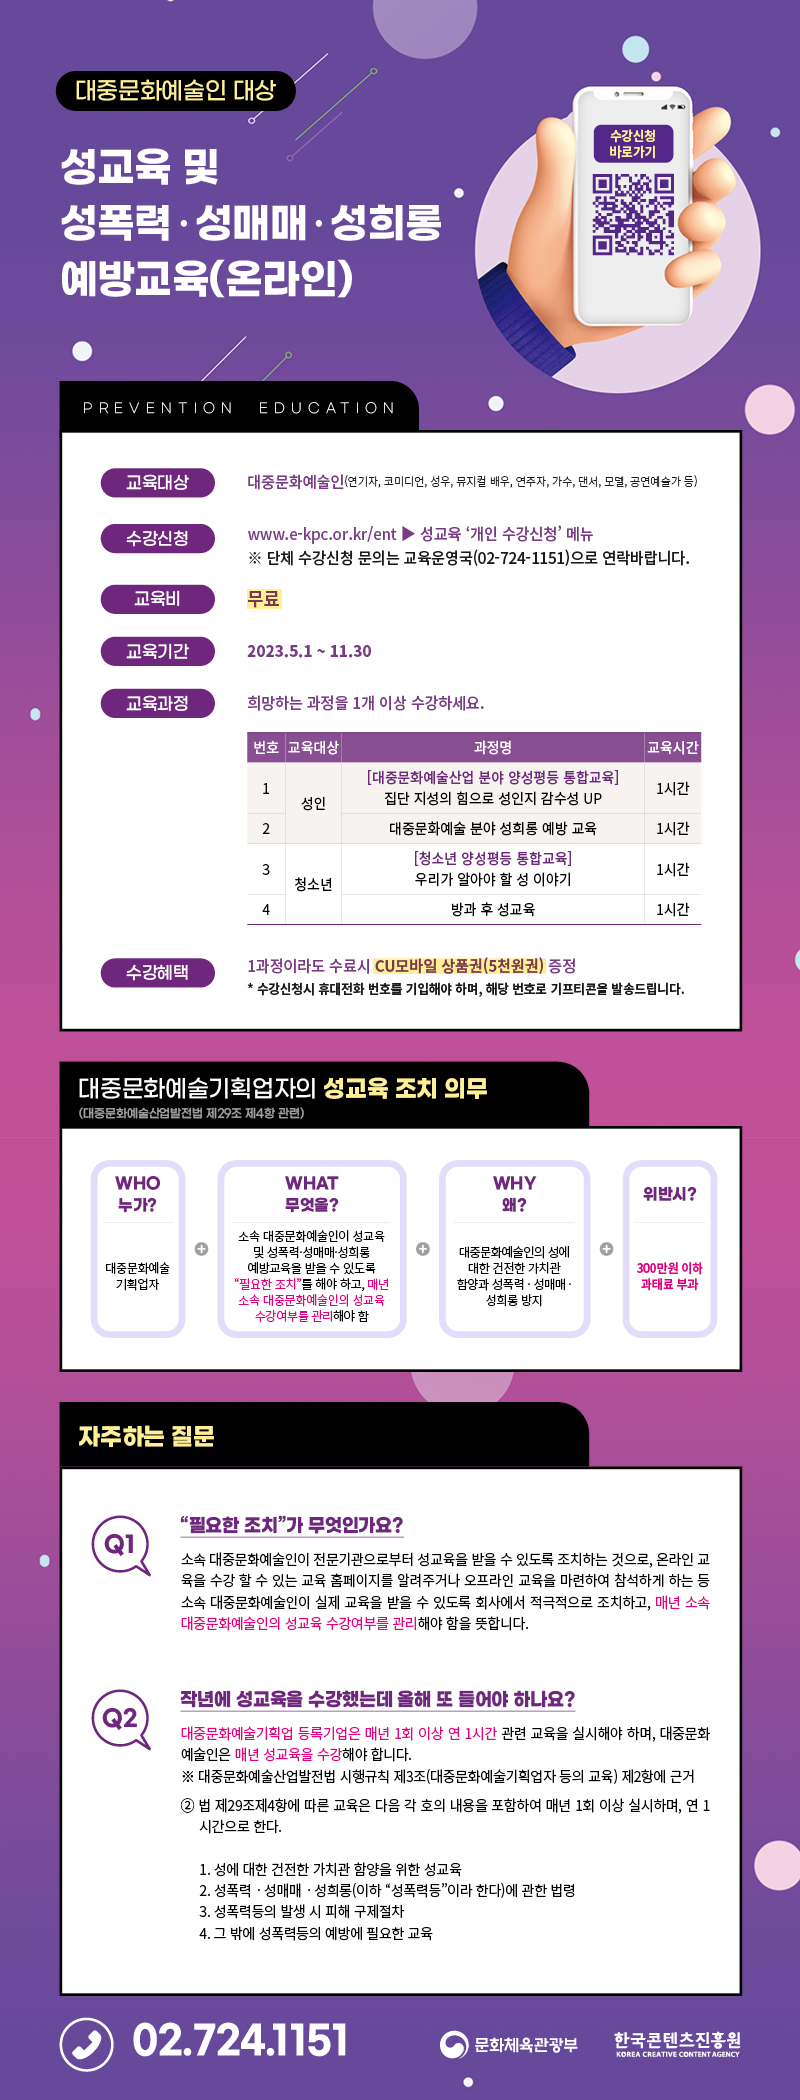 대중문화예술인 대상
성교육 및
성폭력·성매매·성희롱
예방교육(온라인)
수강신청
바로가기
PREVENTION EDUCATION
교육대상
대중문화예술인(연기자, 코미디언, 성우, 뮤지컬 배우, 연주자, 가수, 댄서, 모델, 공연예술가 등)
수강신청
www.e-kpc.or.kr/ent ▶ 성교육 ‘개인 수강신청’ 메뉴
※ 단체 수강신청 문의는 교육운영국(02-724-1151)으로 연락바랍니다.
교육비
무료
교육기간
2023.5.1 ~ 11.30
교육과정
희망하는 과정을 1개 이상 수강하세요.
번호 교육대상 과정명 교육시간
1 성인 [대중문화예술산업 분야 양성평등 통합교육] 1시간
집단 지성의 힘으로 성인지 감수성 UP
2 대중문화예술 분야 성희롱 예방 교육 1시간
3 청소년 [청소년 양성평등 통합교육] 1시간
우리가 알아야 할 성 이야기
4 방과 후 성교육 1시간
수강혜택
1과정이라도 수료시 CU모바일 상품권(5천원권) 증정
* 수강신청시 휴대전화 번호를 기입해야 하며, 해당 번호로 기프티콘을 발송드립니다.
대중문화예술기획업자의 성교육 조치 의무
(대중문화예술산업발전법 제29조 제4항 관련)
WHO
누가?
대중문화예술
기획업자
WHAT
무엇을?
소속 대중문화예술인이 성교육
및 성폭력·성매매·성희롱
예방교육을 받을 수 있도록
“필요한 조치”를 해야 하고, 매년
소속 대중문화예술인의 성교육
수강여부를 관리해야 함
WHY
왜?
대중문화예술인의 성에
대한 건전한 가치관
함양과 성폭력 · 성매매 ·
성희롱 방지
위반시?
300만원 이하
과태료 부과
자주하는 질문
Q1
“필요한 조치”가 무엇인가요?
소속 대중문화예술인이 전문기관으로부터 성교육을 받을 수 있도록 조치하는 것으로, 온라인 교
육을 수강 할 수 있는 교육 홈페이지를 알려주거나 오프라인 교육을 마련하여 참석하게 하는 등
소속 대중문화예술인이 실제 교육을 받을 수 있도록 회사에서 적극적으로 조치하고, 매년 소속
대중문화예술인의 성교육 수강여부를 관리해야 함을 뜻합니다.
Q2
작년에 성교육을 수강했는데 올해 또 들어야 하나요?
대중문화예술기획업 등록기업은 매년 1회 이상 연 1시간 관련 교육을 실시해야 하며, 대중문화
예술인은 매년 성교육을 수강해야 합니다.
※ 대중문화예술산업발전법 시행규칙 제3조(대중문화예술기획업자 등의 교육) 제2항에 근거
② 법 제29조제4항에 따른 교육은 다음 각 호의 내용을 포함하여 매년 1회 이상 실시하며, 연 1
시간으로 한다.
1. 성에 대한 건전한 가치관 함양을 위한 성교육
2. 성폭력 · 성매매 · 성희롱(이하 “성폭력등”이라 한다)에 관한 법령
3. 성폭력등의 발생 시 피해 구제절차
4. 그 밖에 성폭력등의 예방에 필요한 교육
02.724.1151
문화체육관광부
한국콘텐츠진흥원
KOREA CREATIVE CONTENT AGENCY